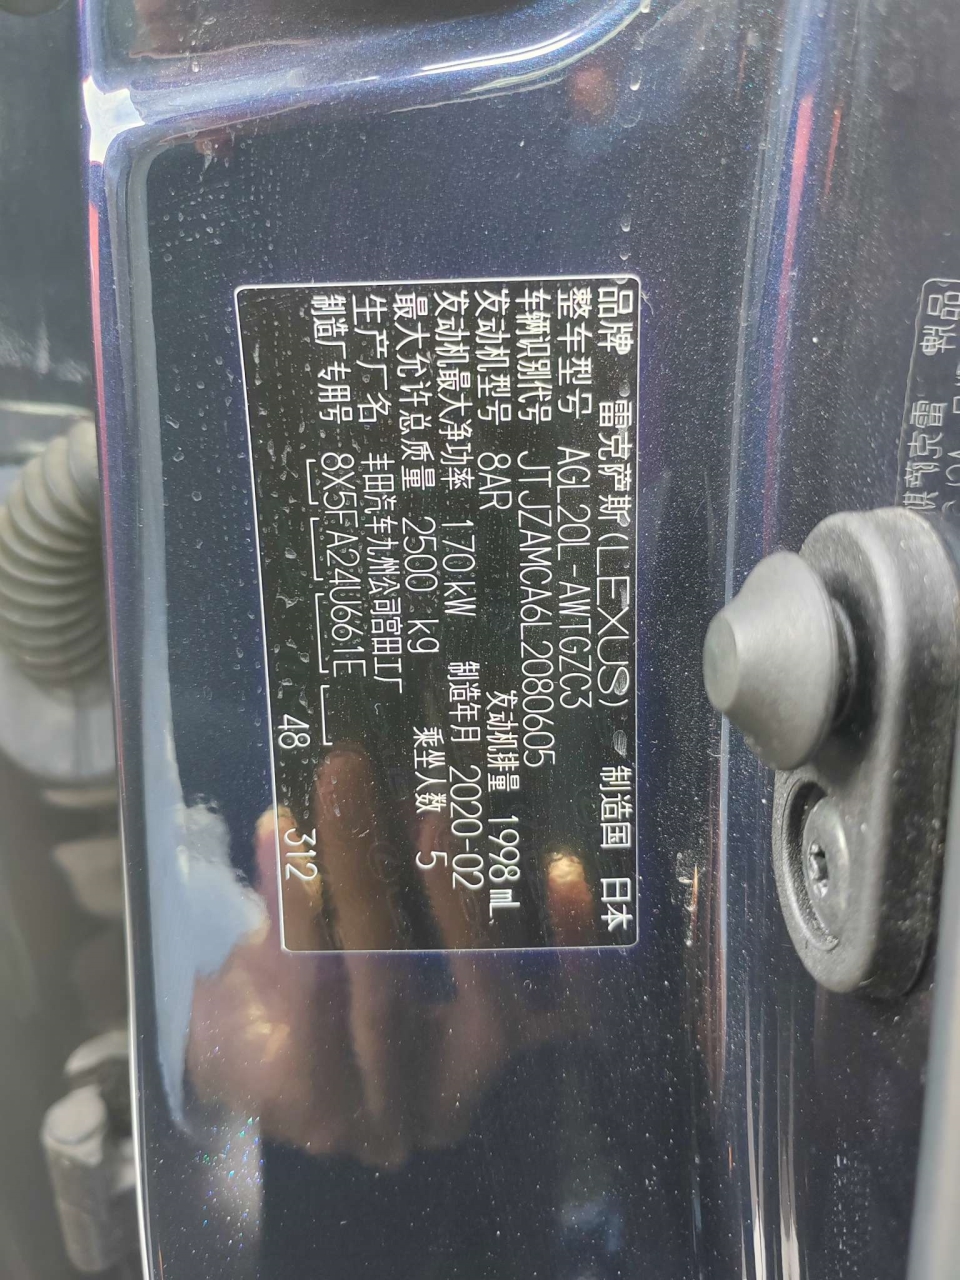 品牌 雷克萨斯(LEXUS) 制造国 日本
整车型号 AGL20L-AWTGZC3
车辆识别代号 JTJZAMCA6L2080605
发动机型号 8AR 发动机排量 1998 mL
发动机最大净功率 170 kW 制造年月 2020-02
最大允许总质量 2500 kg 乘坐人数 5
生产厂名 丰田汽车九州公司宫田工厂
制造厂专用号 8X5FA24U661E
48 312